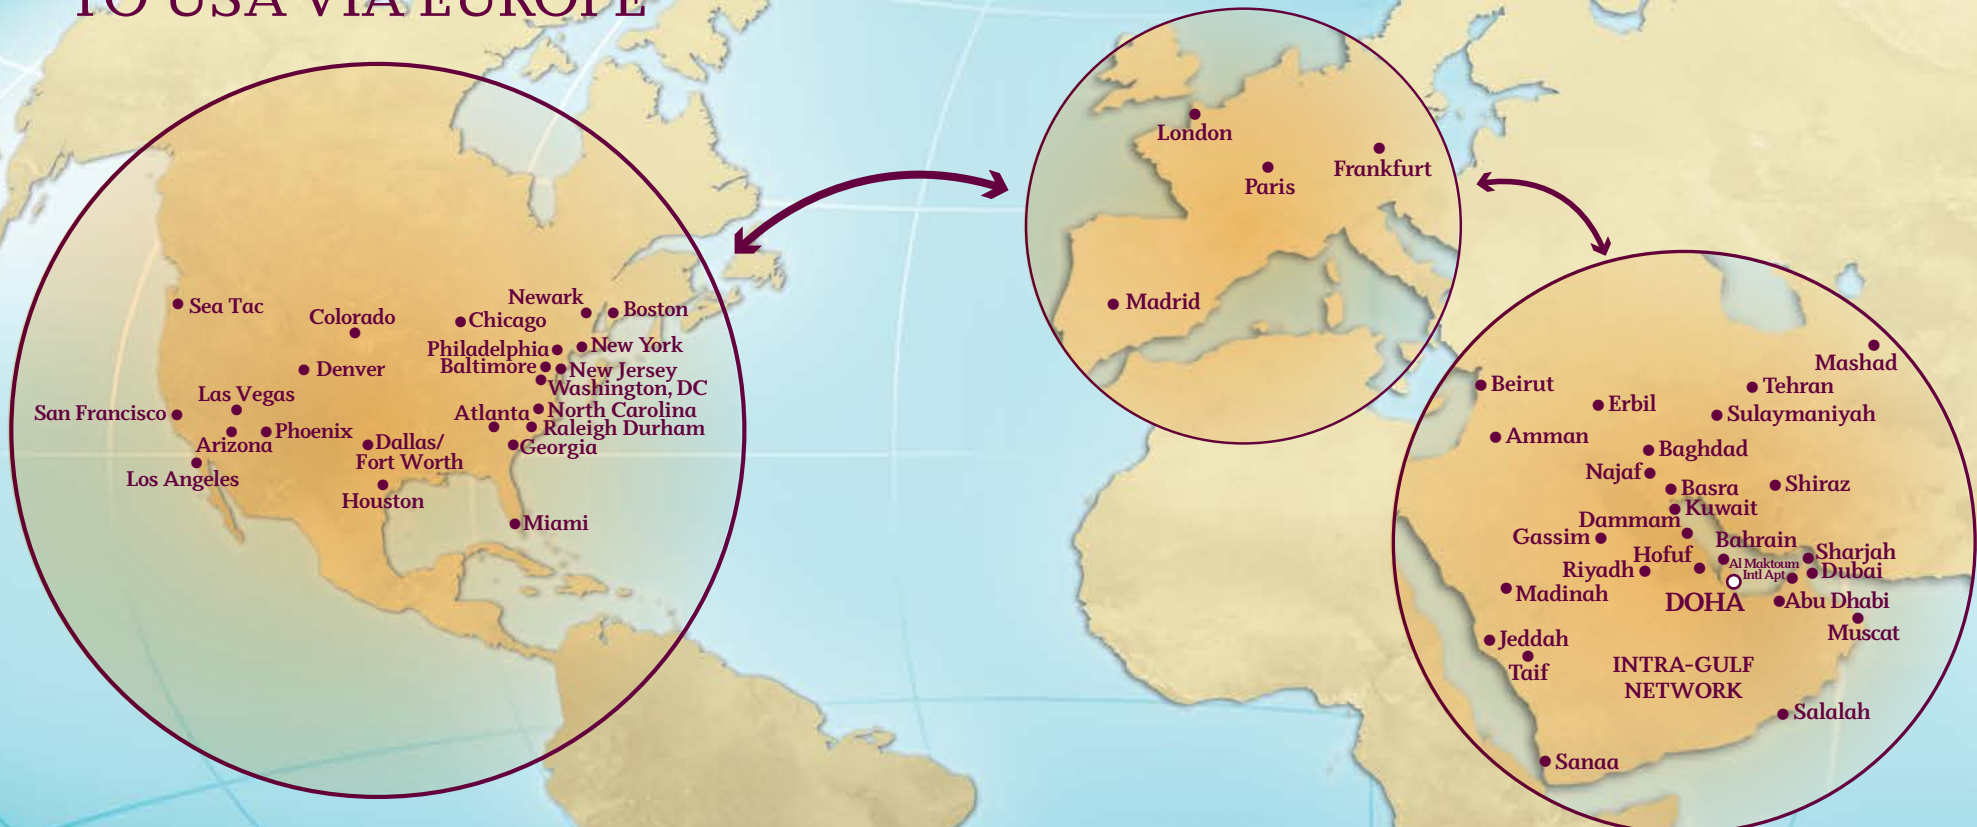 TO USA VIA EUROPE
Sea Tac
Colorado
Chicago
Newark
Boston
Philadelphia
New York
Baltimore
New Jersey
Denver
Washington, DC
Las Vegas
San Francisco
Atlanta
North Carolina
Arizona
Phoenix
Raleigh Durham
Dallas/
Fort Worth
Georgia
Los Angeles
Houston
Miami
London
Paris
Frankfurt
Madrid
Mashad
Beirut
Tehran
Erbil
Sulaymaniyah
Amman
Baghdad
Najaf
Basra
Shiraz
Kuwait
Dammam
Gassim
Bahrain
Hofuf
Sharjah
Al Maktoum
Intl Apt
Riyadh
Dubai
Madinah
DOHA
Abu Dhabi
Muscat
Jeddah
Taif
INTRA-GULF
NETWORK
Salalah
Sanaa